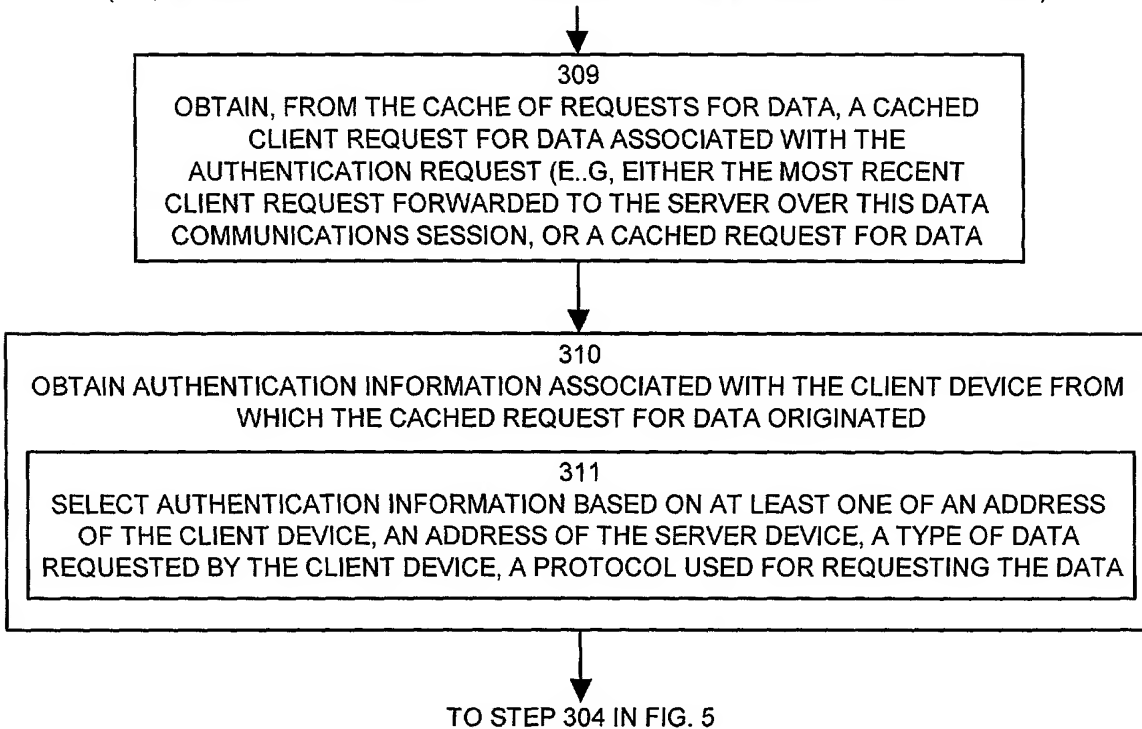 309
OBTAIN, FROM THE CACHE OF REQUESTS FOR DATA, A CACHED
CLIENT REQUEST FOR DATA ASSOCIATED WITH THE
AUTHENTICATION REQUEST (E..G, EITHER THE MOST RECENT
CLIENT REQUEST FORWARDED TO THE SERVER OVER THIS DATA
COMMUNICATIONS SESSION, OR A CACHED REQUEST FOR DATA
310
OBTAIN AUTHENTICATION INFORMATION ASSOCIATED WITH THE CLIENT DEVICE FROM
WHICH THE CACHED REQUEST FOR DATA ORIGINATED
311
SELECT AUTHENTICATION INFORMATION BASED ON AT LEAST ONE OF AN ADDRESS
OF THE CLIENT DEVICE, AN ADDRESS OF THE SERVER DEVICE, A TYPE OF DATA
REQUESTED BY THE CLIENT DEVICE, A PROTOCOL USED FOR REQUESTING THE DATA
TO STEP 304 IN FIG. 5